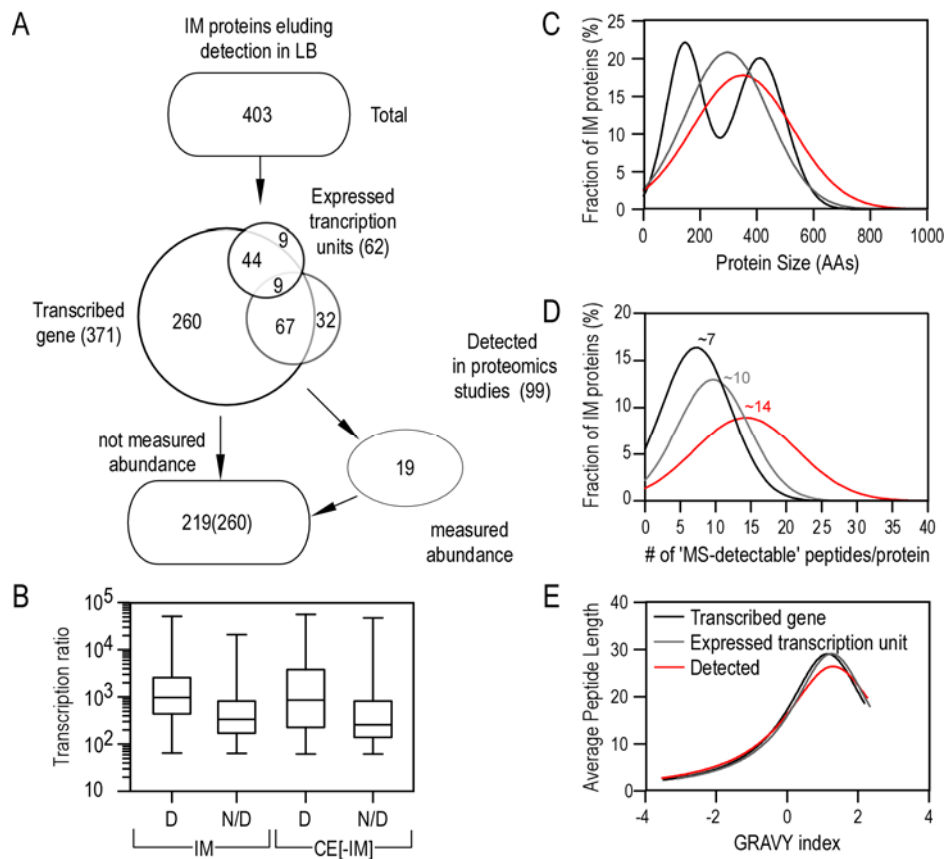 A
IM proteins eluding
detection in LB
403
Total
Expressed
trancription
units (62)
9
44
9
Transcribed
gene (371)
260
67
32
Detected
in proteomics
studies (99)
not measured
abundance
19
219(260)
measured
abundance
B
Transcription ratio
10^5
10^4
10^3
10^2
10
D
N/D
D
N/D
IM
CE[-IM]
C
Fraction of IM proteins (%)
25
20
15
10
5
0
0
200
400
600
800
1000
Protein Size (AAs)
D
Fraction of IM proteins (%)
20
15
10
5
0
~7
~10
~14
0
5
10
15
20
25
30
35
40
# of 'MS-detectable' peptides/protein
E
Average Peptide Length
40
30
20
10
0
Transcribed gene
Expressed transcription unit
Detected
-4
-2
0
2
4
GRAVY index